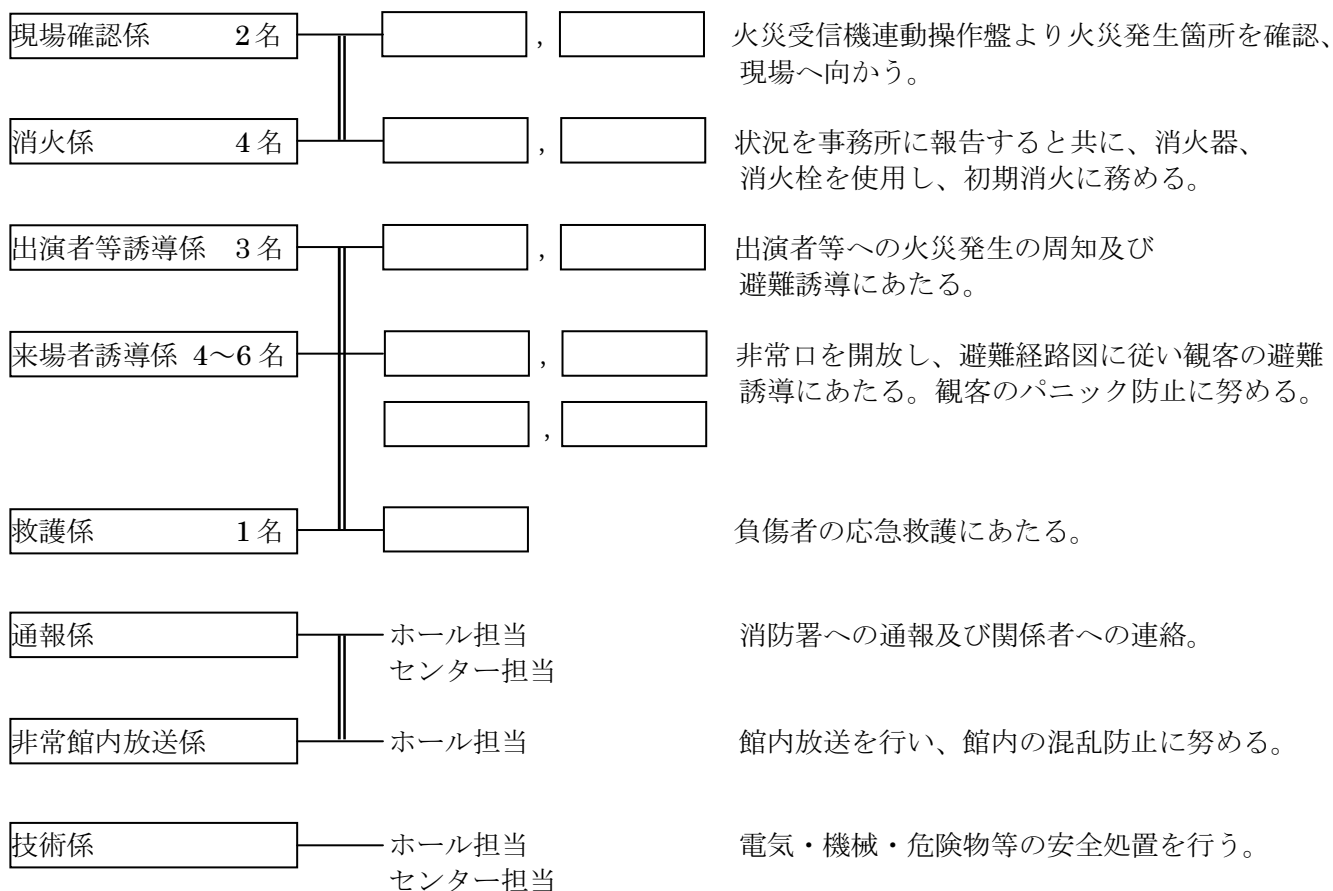 現場確認係 2名 , 火災受信機連動操作盤より火災発生箇所を確認、
現場へ向かう。
消火係 4名 , 状況を事務所に報告すると共に、消火器、
消火栓を使用し、初期消火に務める。
出演者等誘導係 3名 , 出演者等への火災発生の周知及び
避難誘導にあたる。
来場者誘導係 4～6名 , 非常口を開放し、避難経路図に従い観客の避難
誘導にあたる。観客のパニック防止に努める。
,
救護係 1名 負傷者の応急救護にあたる。
通報係 ホール担当 消防署への通報及び関係者への連絡。
センター担当
非常館内放送係 ホール担当 館内放送を行い、館内の混乱防止に努める。
技術係 ホール担当 電気・機械・危険物等の安全処置を行う。
センター担当